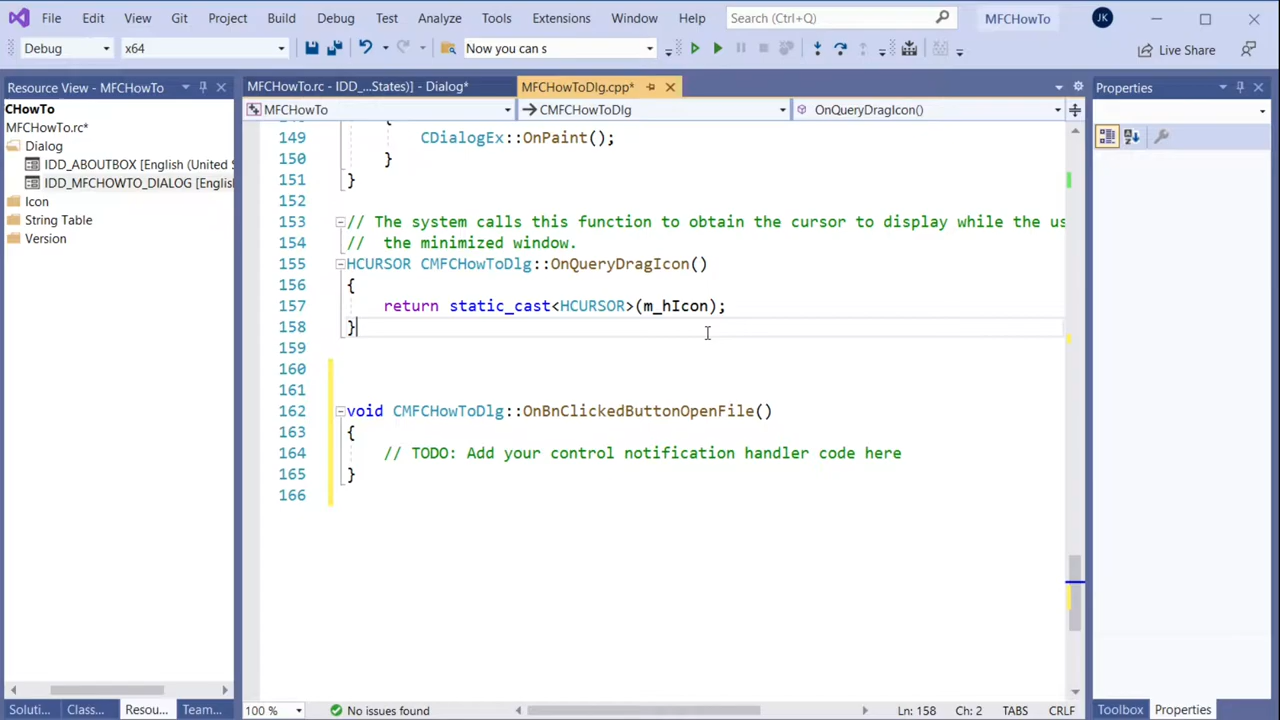 File Edit View Git Project Build Debug Test Analyze Tools Extensions Window Help Search (Ctrl+Q) MFCHowTo JK
Debug x64 Now you can s Live Share
Resource View - MFCHowTo
CHowTo
MFCHowTo.rc*
Dialog
IDD_ABOUTBOX [English (United S
IDD_MFCHOWTO_DIALOG [English
Icon
String Table
Version
MFCHowTo.rc - IDD_...States)] - Dialog* MFCHowToDlg.cpp*
MFCHowTo CMFCHowToDlg OnQueryDragIcon()
149 CDialogEx::OnPaint();
150 }
151 }
152
153 // The system calls this function to obtain the cursor to display while the us
154 //  the minimized window.
155 HCURSOR CMFCHowToDlg::OnQueryDragIcon()
156 {
157 return static_cast<HCURSOR>(m_hIcon);
158 }
159
160
161
162 void CMFCHowToDlg::OnBnClickedButtonOpenFile()
163 {
164 // TODO: Add your control notification handler code here
165 }
166
Properties
Soluti... Class... Resou... Team...
100 % No issues found Ln: 158 Ch: 2 TABS CRLF
Toolbox Properties